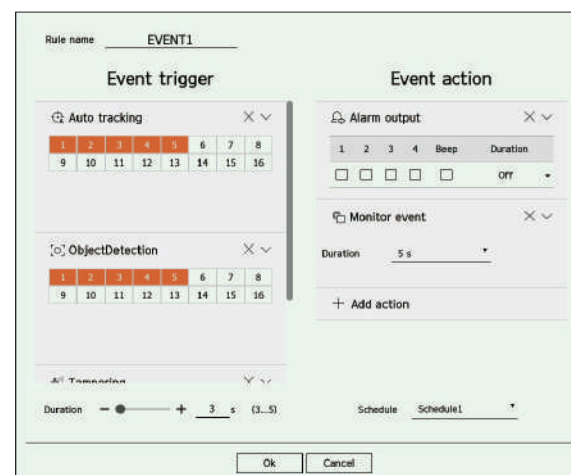 Rule name EVENT1
Event trigger
Event action
Auto tracking
1 2 3 4 5 6 7 8
9 10 11 12 13 14 15 16
ObjectDetection
1 2 3 4 5 6 7 8
9 10 11 12 13 14 15 16
Tampering
Duration 3 s (3...5)
Alarm output
1 2 3 4 Beep Duration
Off
Monitor event
Duration 5 s
+ Add action
Schedule Schedule1
Ok Cancel